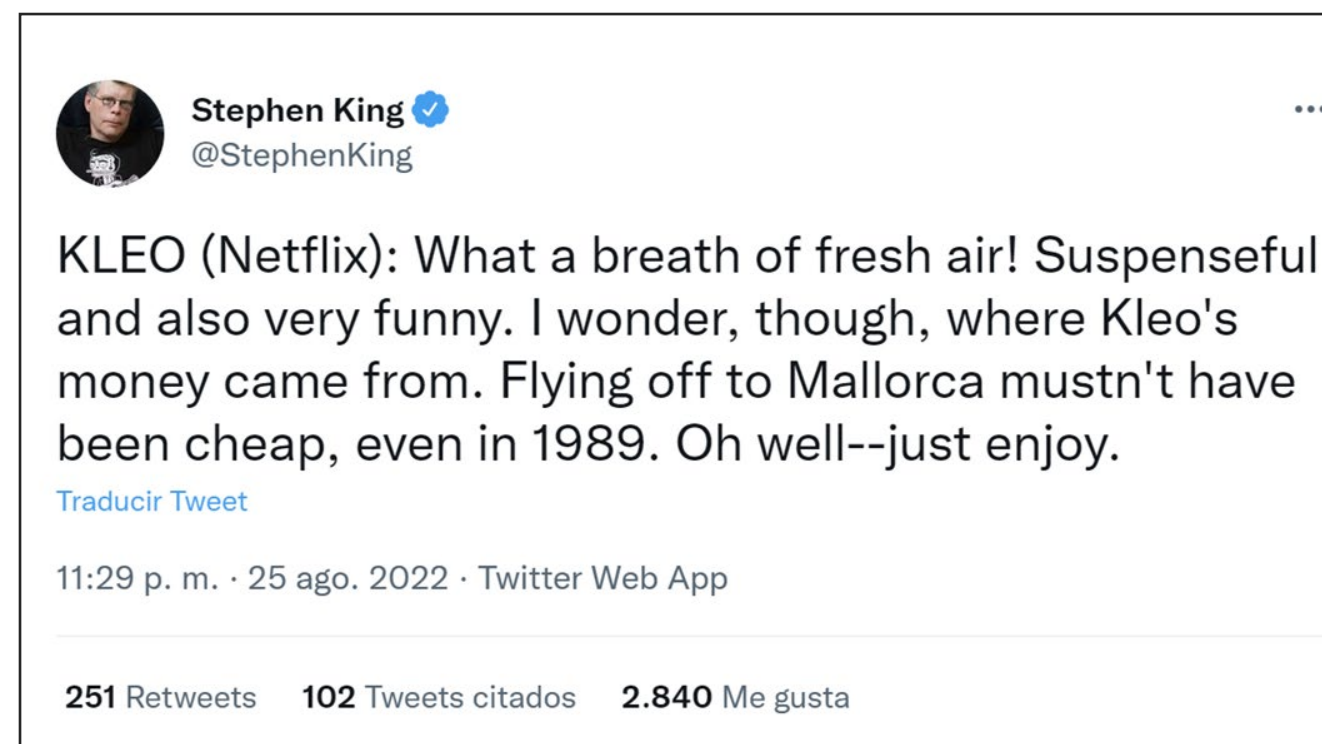 Stephen King
@StephenKing
KLEO (Netflix): What a breath of fresh air! Suspenseful
and also very funny. I wonder, though, where Kleo's
money came from. Flying off to Mallorca mustn't have
been cheap, even in 1989. Oh well--just enjoy.
Traducir Tweet
11:29 p. m. · 25 ago. 2022 · Twitter Web App
251 Retweets 102 Tweets citados 2.840 Me gusta